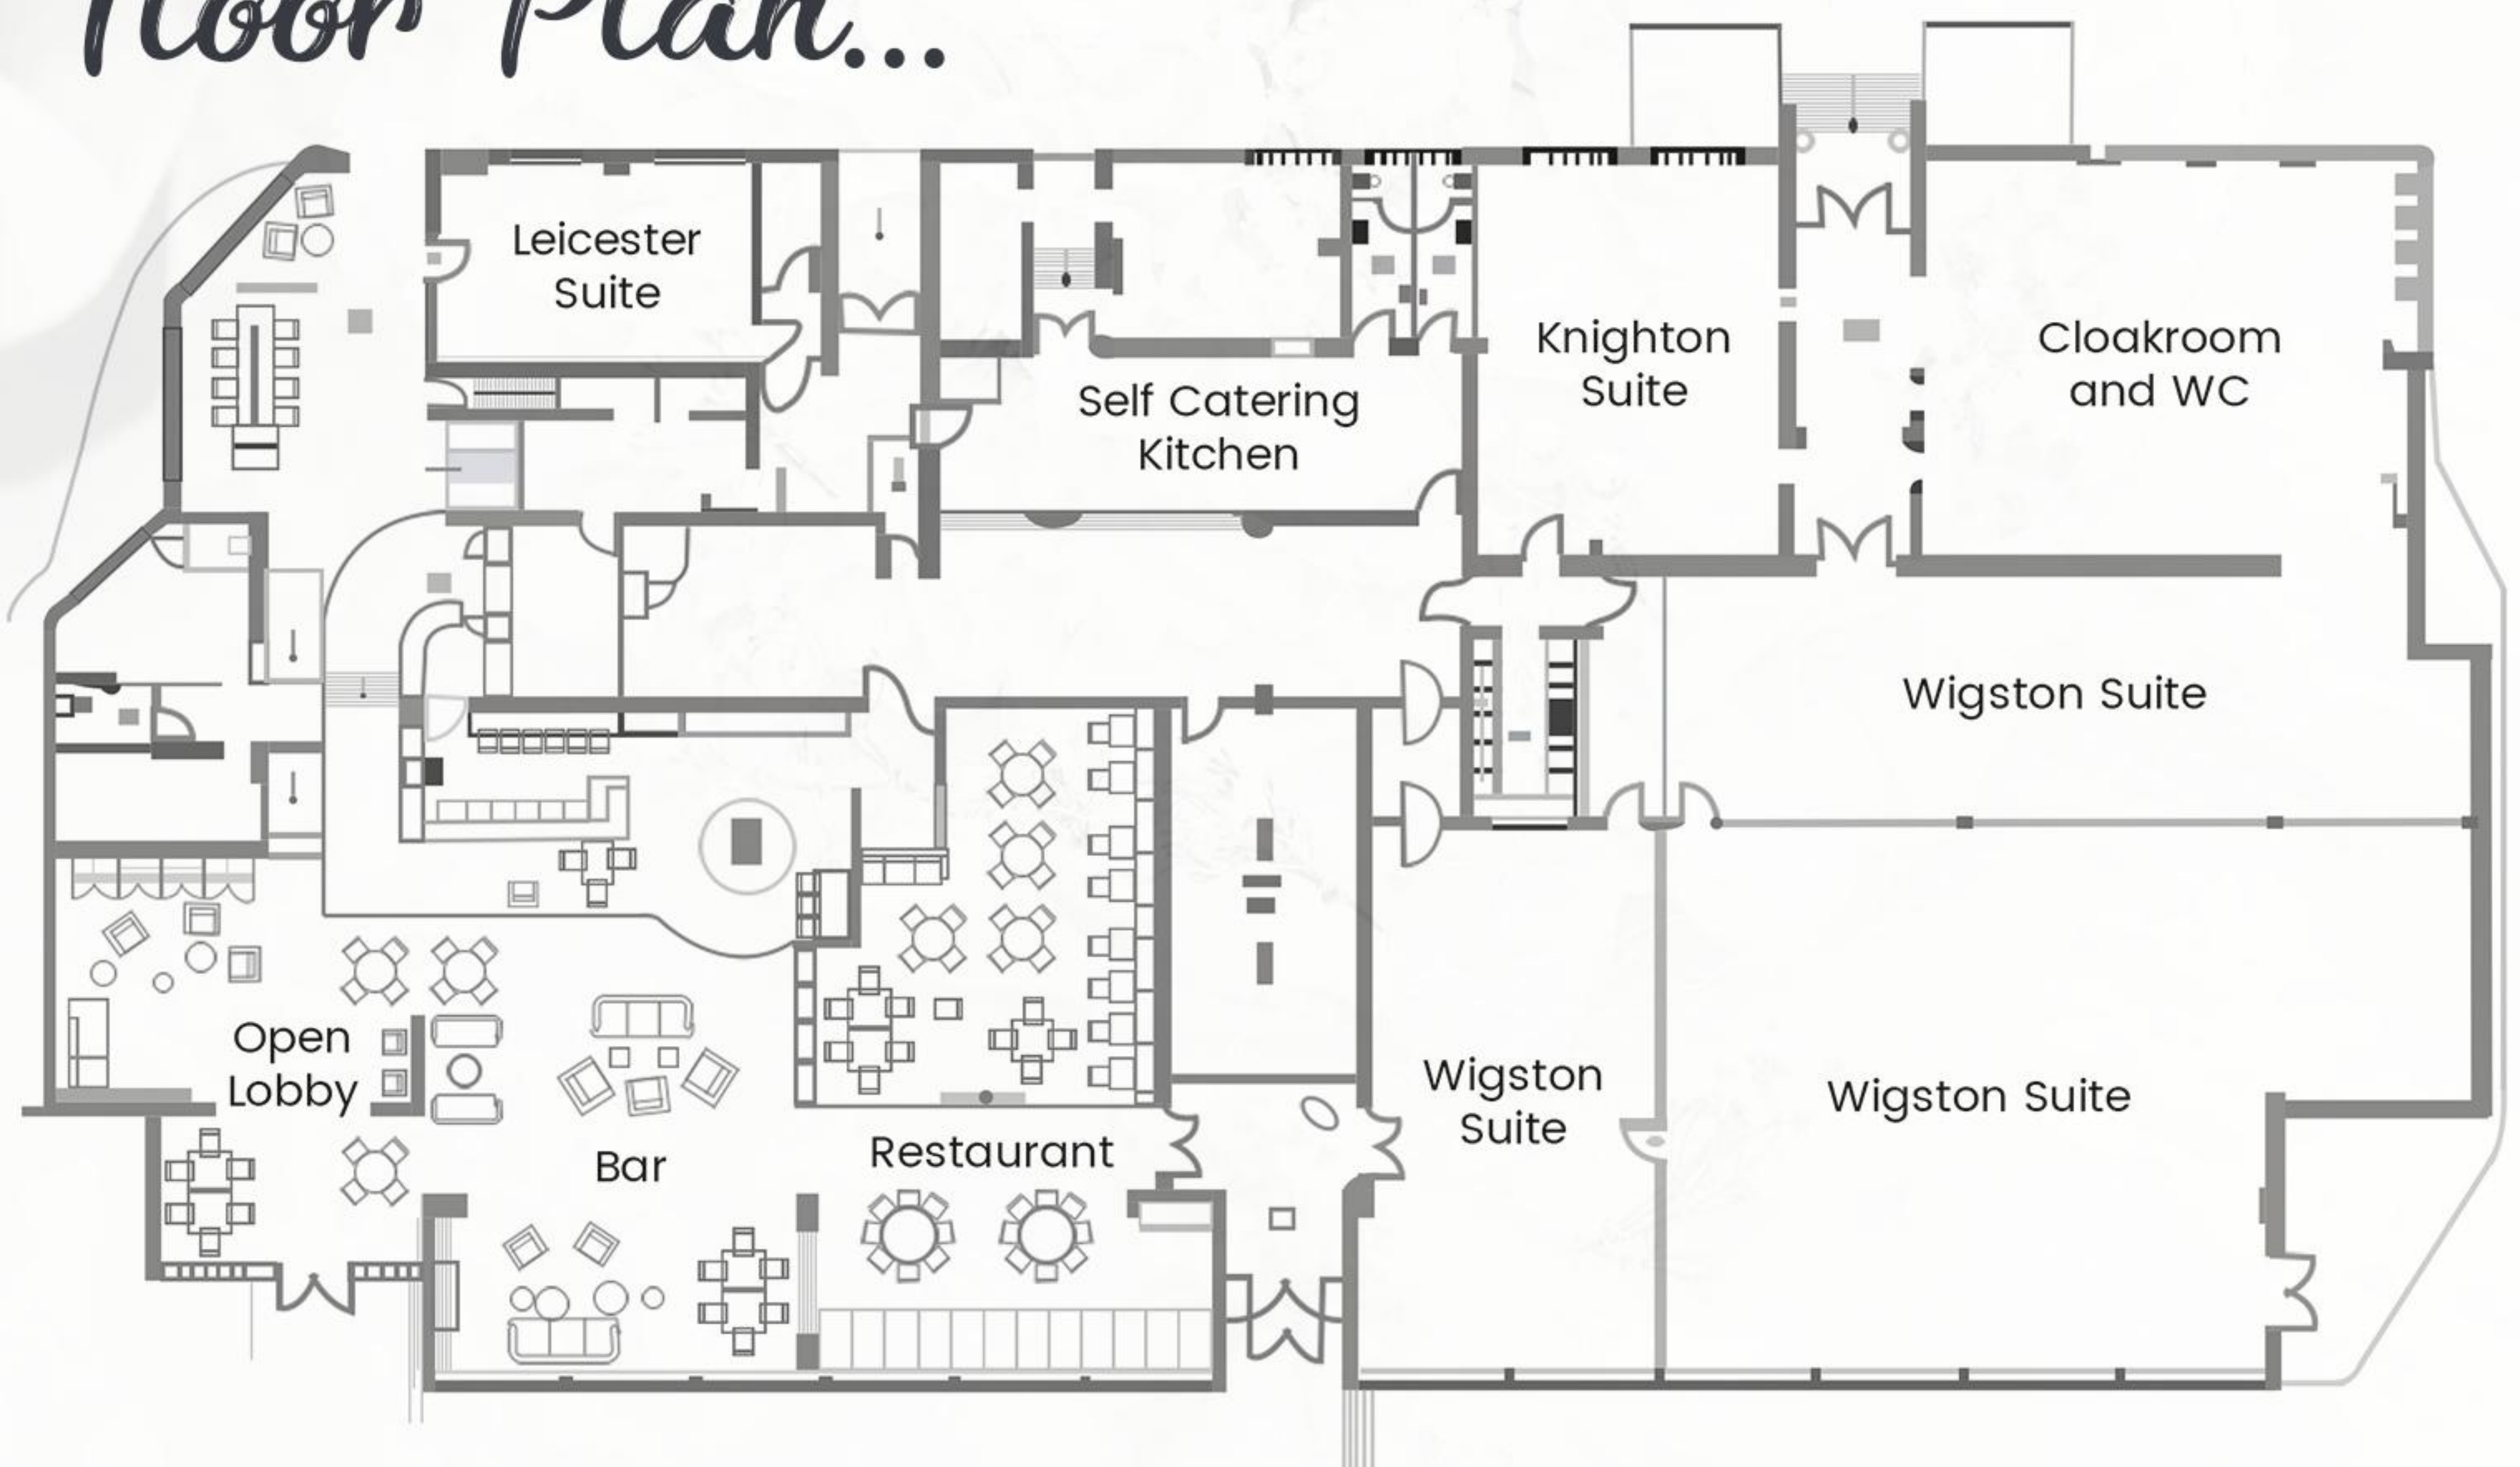 Floor Plan...
Leicester
Suite
Self Catering
Kitchen
Knighton
Suite
Cloakroom
and WC
Wigston Suite
Open
Lobby
Bar
Restaurant
Wigston
Suite
Wigston Suite